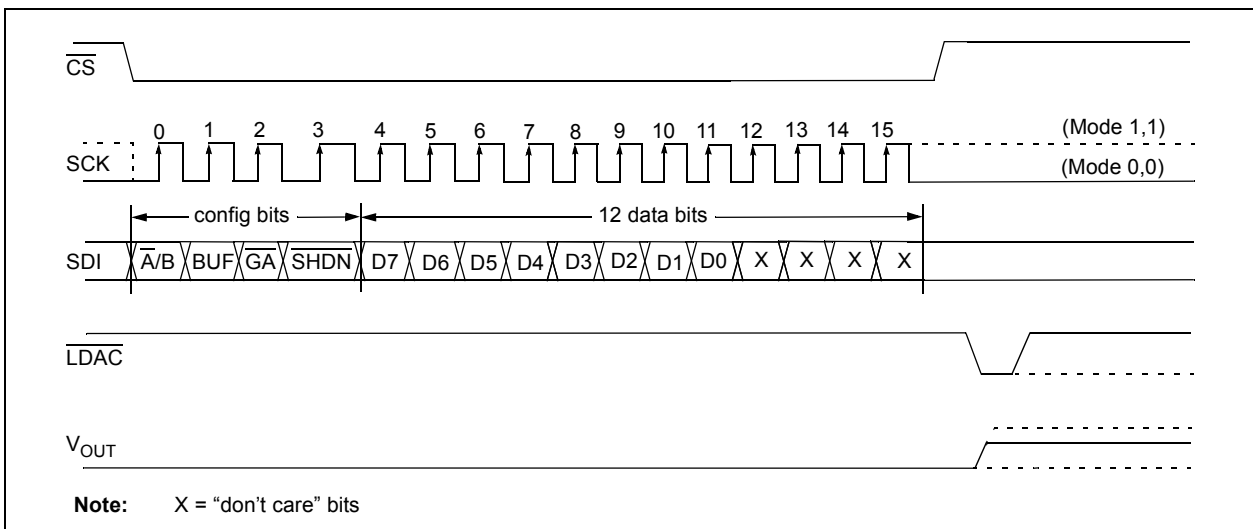 CS
0 1 2 3 4 5 6 7 8 9 10 11 12 13 14 15
(Mode 1,1)
SCK
(Mode 0,0)
config bits
12 data bits
SDI
A/B BUF GA SHDN D7 D6 D5 D4 D3 D2 D1 D0 X X X X
LDAC
VOUT
Note: X = “don’t care” bits